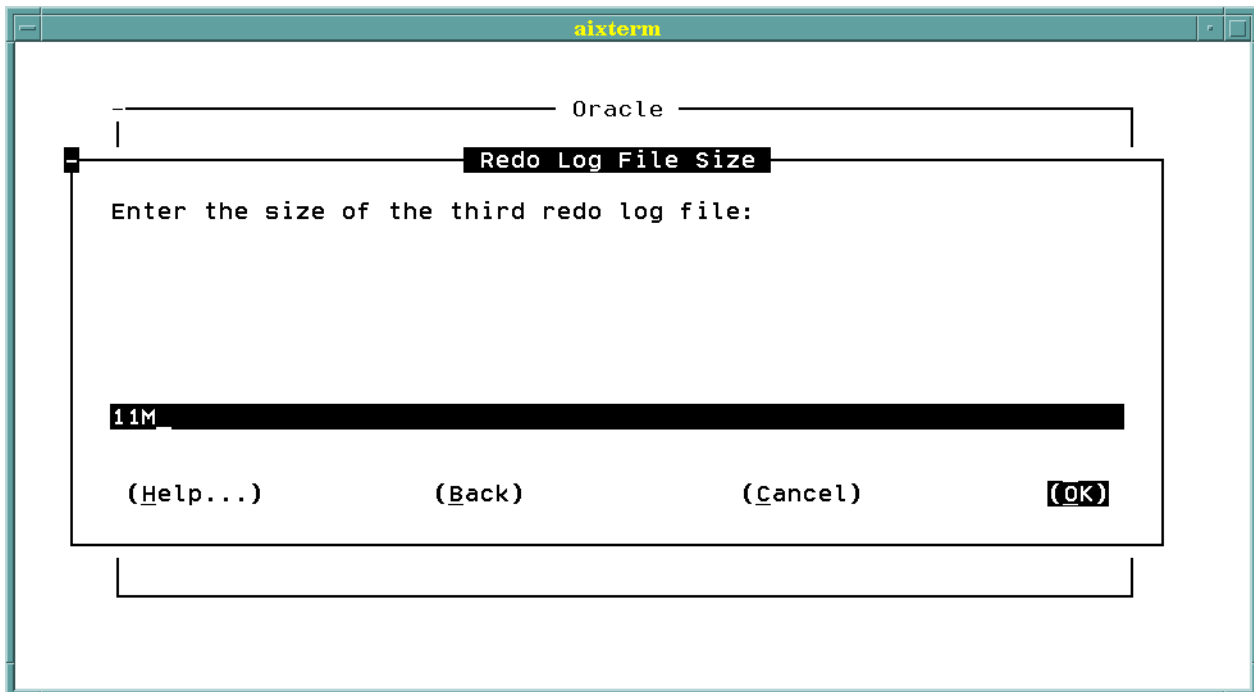 aixterm
Oracle
Redo Log File Size
Enter the size of the third redo log file:
11M_
(Help...) (Back) (Cancel) (OK)